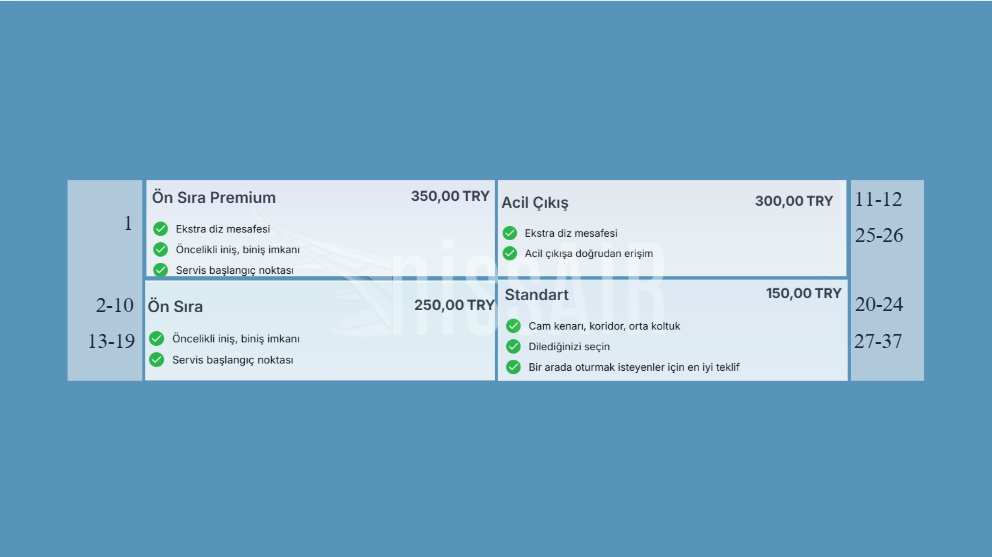 1
Ön Sıra Premium 350,00 TRY
Ekstra diz mesafesi
Öncelikli iniş, biniş imkanı
Servis başlangıç noktası
Acil Çıkış 300,00 TRY
Ekstra diz mesafesi
Acil çıkışa doğrudan erişim
11-12
25-26
2-10
13-19
Ön Sıra 250,00 TRY
Öncelikli iniş, biniş imkanı
Servis başlangıç noktası
Standart 150,00 TRY
Cam kenarı, koridor, orta koltuk
Dilediğinizi seçin
Bir arada oturmak isteyenler için en iyi teklif
20-24
27-37
nissAIR